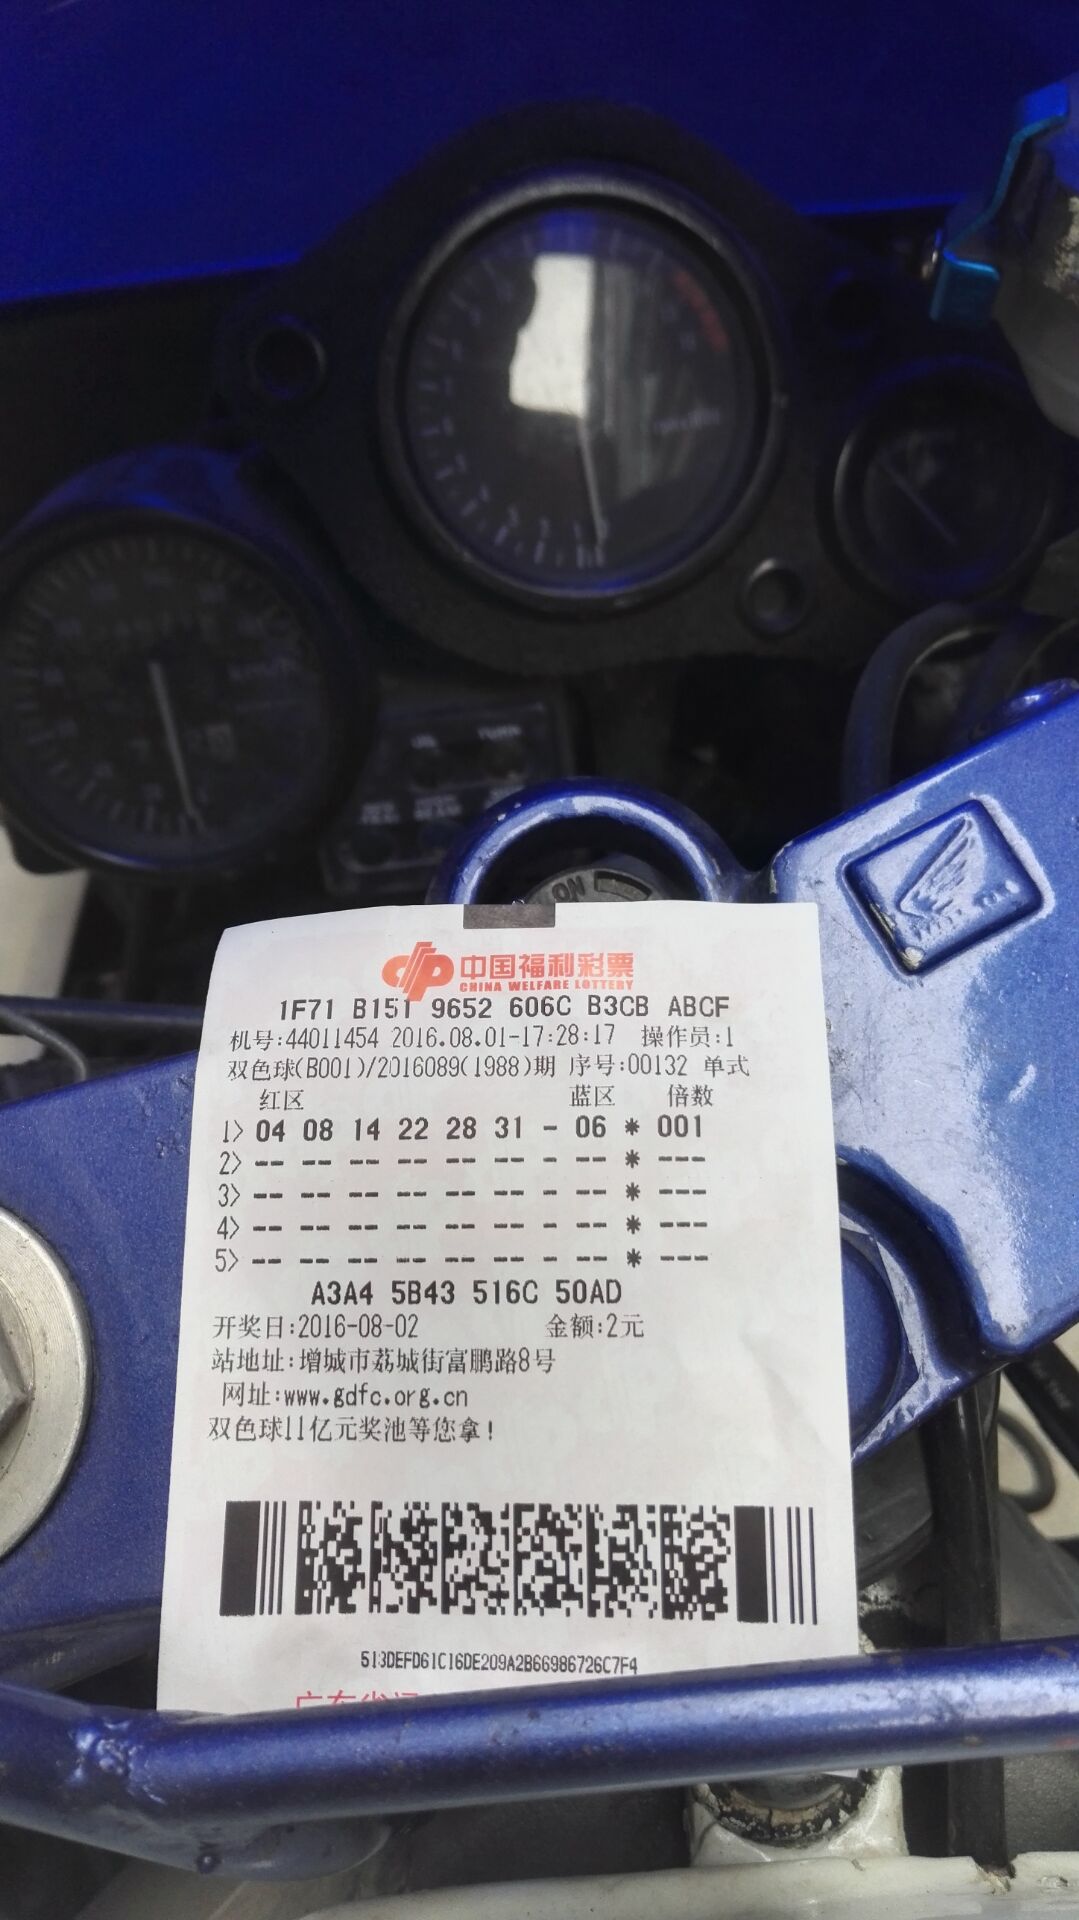 ON
中国福利彩票
CHINA WELFARE LOTTERY
1F71 B151 9652 606C B3CB ABCF
机号:44011454 2016.08.01-17:28:17 操作员:1
双色球(B001)/2016089(1988)期 序号:00132 单式
红区 蓝区 倍数
1> 04 08 14 22 28 31 - 06 * 001
2> -- -- -- -- -- -- - -- * ---
3> -- -- -- -- -- -- - -- * ---
4> -- -- -- -- -- -- - -- * ---
5> -- -- -- -- -- -- - -- * ---
A3A4 5B43 516C 50AD
开奖日:2016-08-02 金额:2元
站地址:增城市荔城街富鹏路8号
网址:www.gdfc.org.cn
双色球11亿元奖池等您拿!
513DEFD61C16DE209A2B66986726C7F4